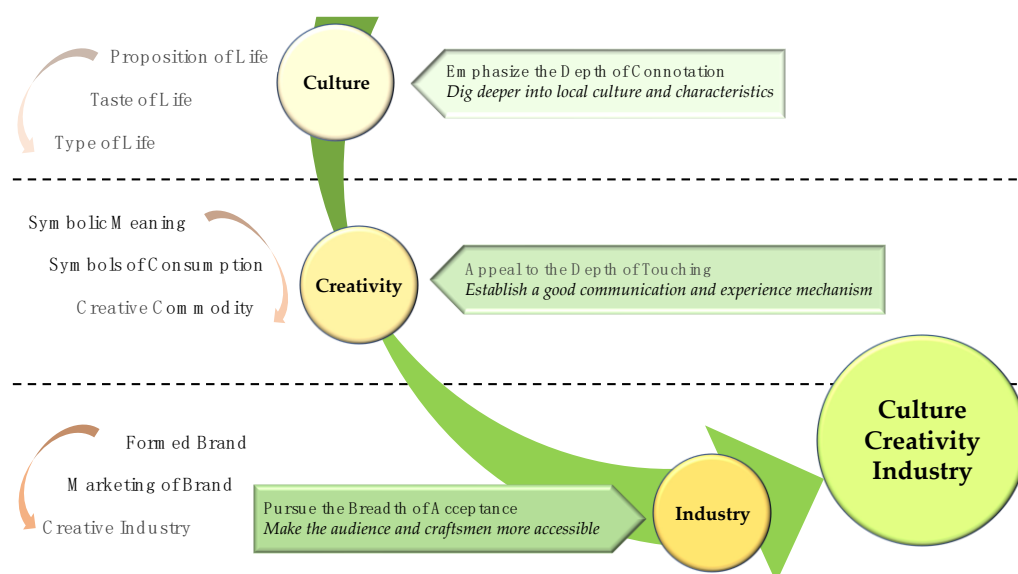 Proposition of Life
Taste of Life
Type of Life
Culture
Emphasize the Depth of Connotation
Dig deeper into local culture and characteristics
Symbolic Meaning
Symbols of Consumption
Creative Commodity
Creativity
Appeal to the Depth of Touching
Establish a good communication and experience mechanism
Formed Brand
Marketing of Brand
Creative Industry
Pursue the Breadth of Acceptance
Make the audience and craftsmen more accessible
Industry
Culture
Creativity
Industry